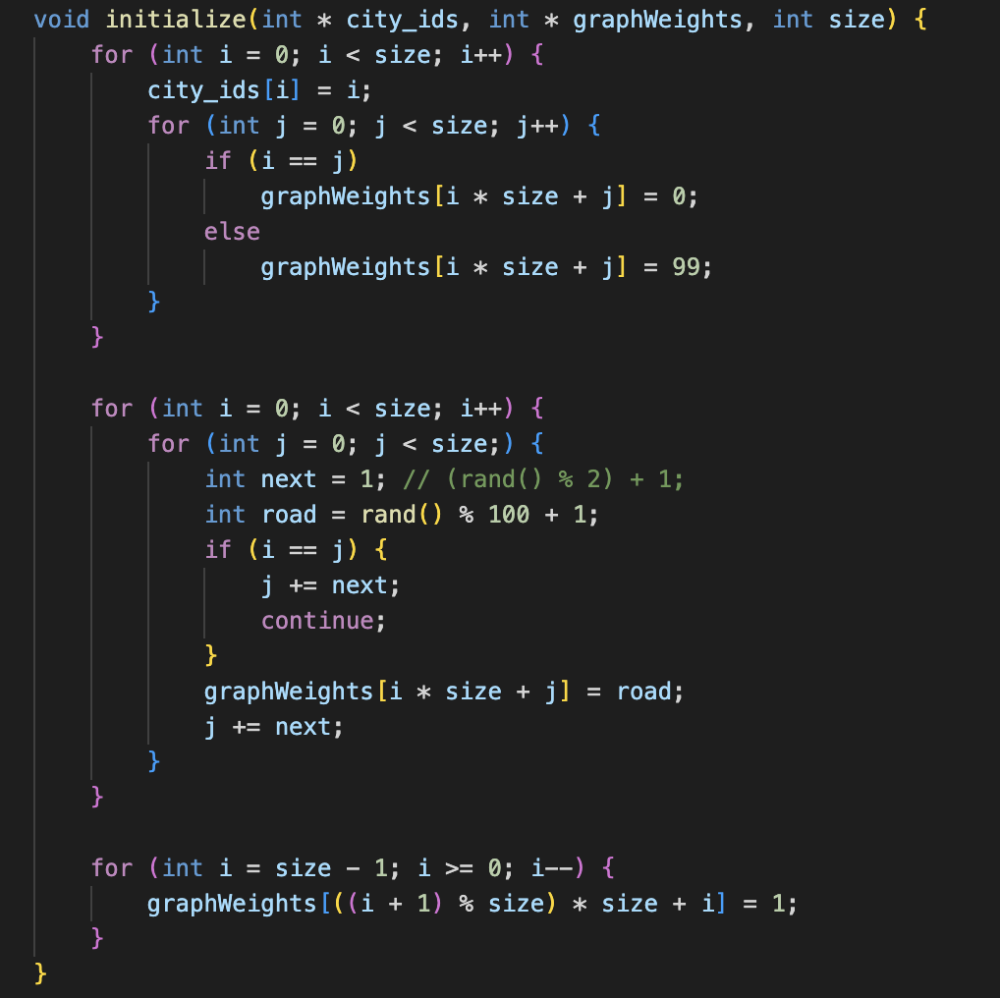 void initialize(int * city_ids, int * graphWeights, int size) {
    for (int i = 0; i < size; i++) {
        city_ids[i] = i;
        for (int j = 0; j < size; j++) {
            if (i == j)
                graphWeights[i * size + j] = 0;
            else
                graphWeights[i * size + j] = 99;
        }
    }

    for (int i = 0; i < size; i++) {
        for (int j = 0; j < size;) {
            int next = 1; // (rand() % 2) + 1;
            int road = rand() % 100 + 1;
            if (i == j) {
                j += next;
                continue;
            }
            graphWeights[i * size + j] = road;
            j += next;
        }
    }

    for (int i = size - 1; i >= 0; i--) {
        graphWeights[((i + 1) % size) * size + i] = 1;
    }
}